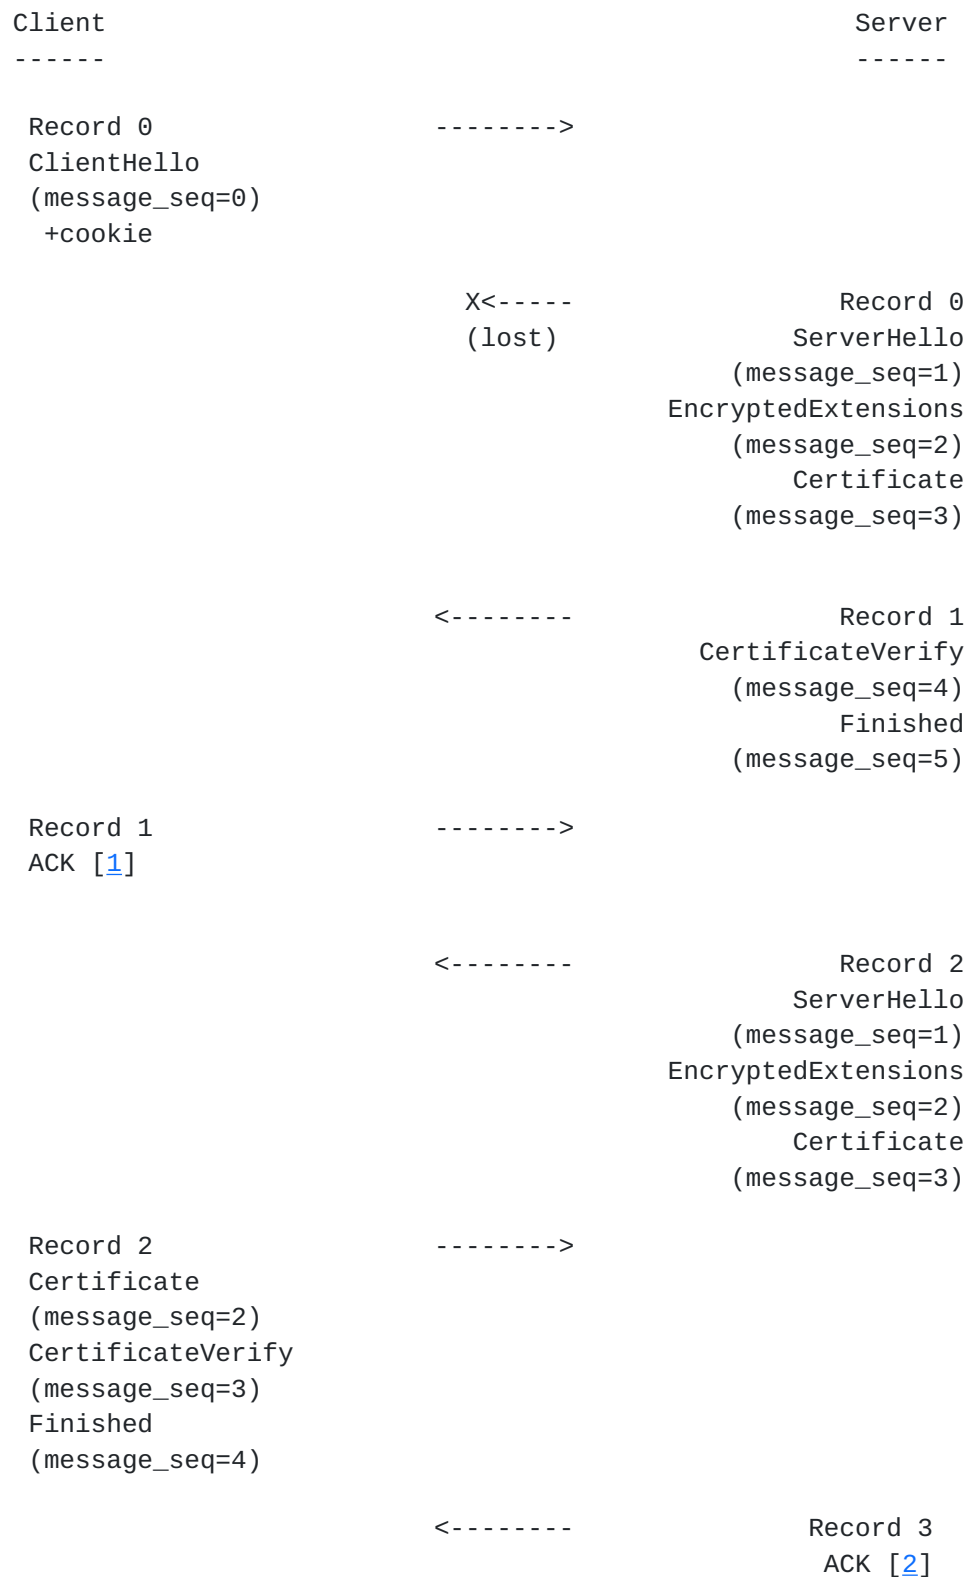 Client Server
------ ------
Record 0 -------->
ClientHello
(message_seq=0)
+cookie
X<----- Record 0
(lost) ServerHello
(message_seq=1)
EncryptedExtensions
(message_seq=2)
Certificate
(message_seq=3)
<-------- Record 1
CertificateVerify
(message_seq=4)
Finished
(message_seq=5)
Record 1 -------->
ACK [1]
<-------- Record 2
ServerHello
(message_seq=1)
EncryptedExtensions
(message_seq=2)
Certificate
(message_seq=3)
Record 2 -------->
Certificate
(message_seq=2)
CertificateVerify
(message_seq=3)
Finished
(message_seq=4)
<-------- Record 3
ACK [2]